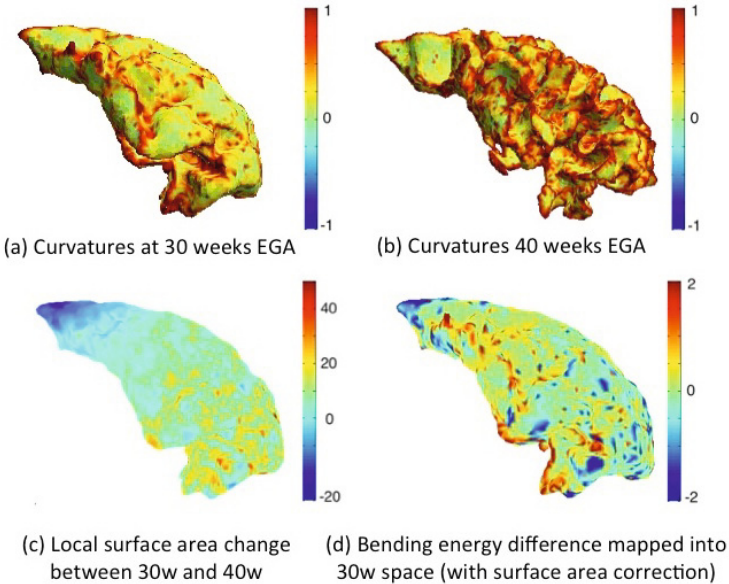 1
0
-1
(a) Curvatures at 30 weeks EGA
1
0
-1
(b) Curvatures 40 weeks EGA
40
20
0
-20
(c) Local surface area change
between 30w and 40w
2
1
0
-1
-2
(d) Bending energy difference mapped into
30w space (with surface area correction)